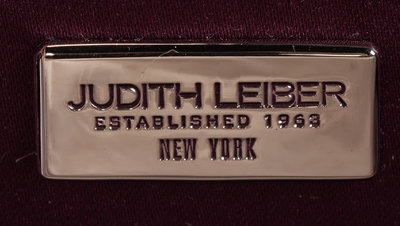 JUDITH LEIBER
ESTABLISHED 1963
NEW YORK